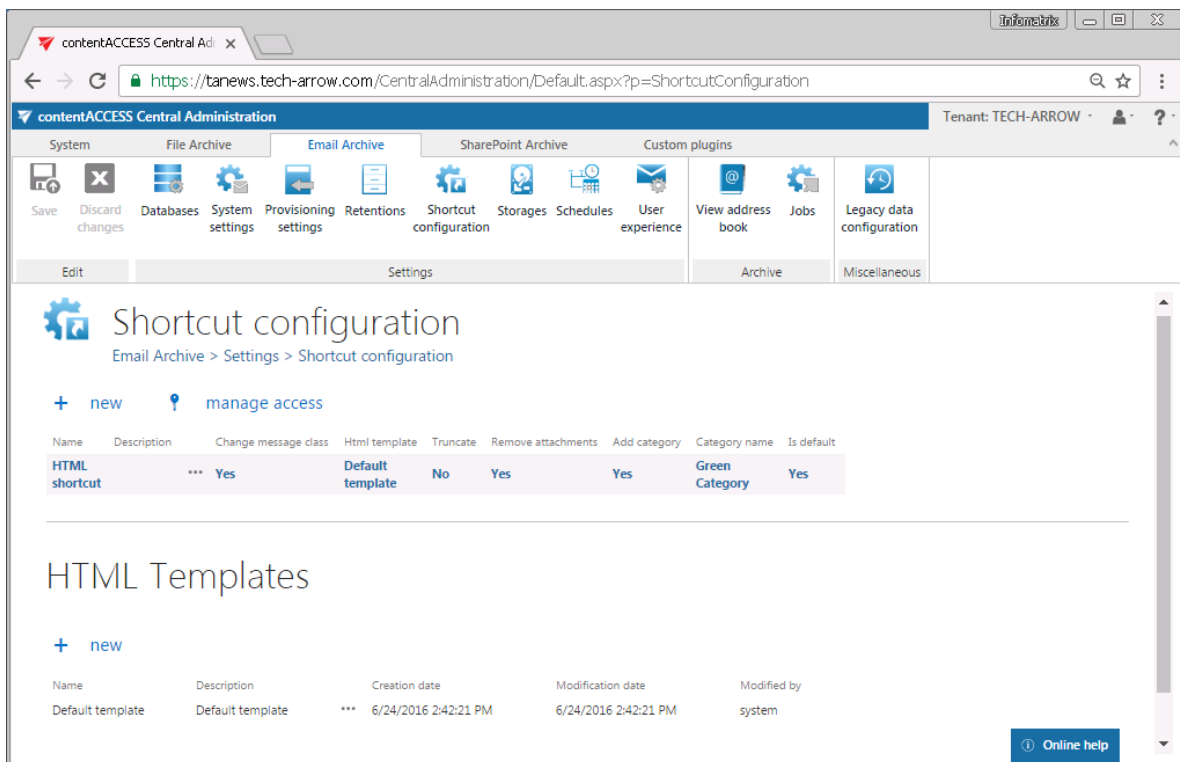 Infometrix
contentACCESS Central Ad
https://tanews.tech-arrow.com/CentralAdministration/Default.aspx?p=ShortcutConfiguration
contentACCESS Central Administration
Tenant: TECH-ARROW
?
System File Archive Email Archive SharePoint Archive Custom plugins
Save Discard changes Databases System settings Provisioning settings Retentions Shortcut configuration Storages Schedules User experience View address book Jobs Legacy data configuration
Edit Settings Archive Miscellaneous
Shortcut configuration
Email Archive > Settings > Shortcut configuration
+ new manage access
Name Description Change message class Html template Truncate Remove attachments Add category Category name Is default
HTML shortcut ••• Yes Default template No Yes Yes Green Category Yes
HTML Templates
+ new
Name Description Creation date Modification date Modified by
Default template Default template ••• 6/24/2016 2:42:21 PM 6/24/2016 2:42:21 PM system
Online help